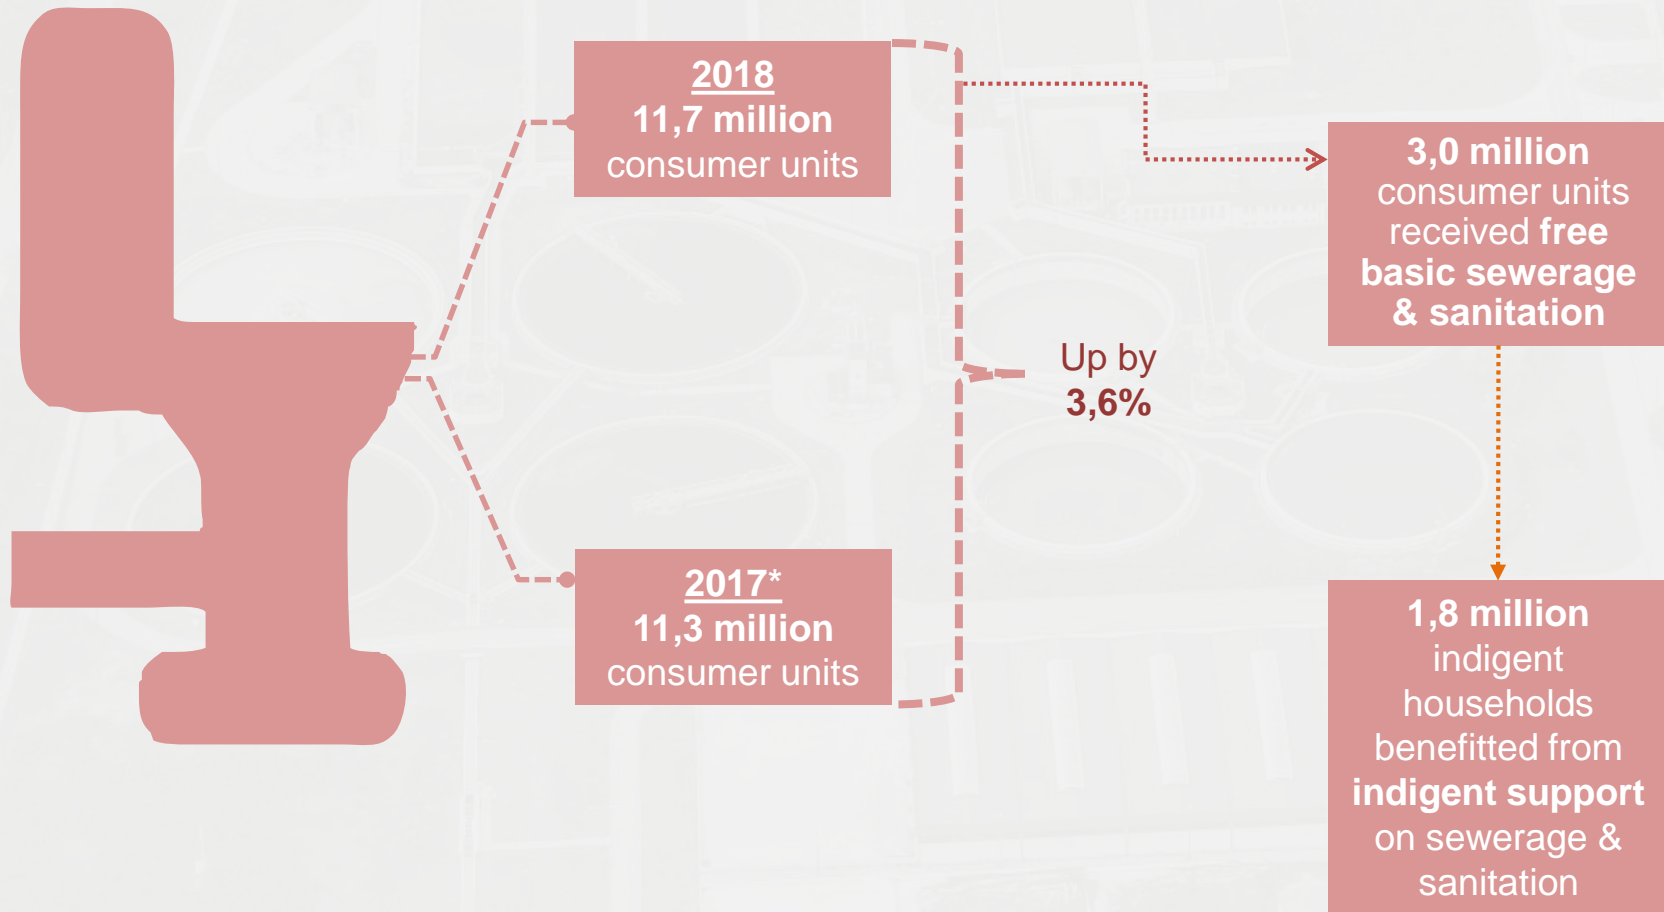 2018
11,7 million
consumer units
2017*
11,3 million
consumer units
Up by
3,6%
3,0 million
consumer units
received free
basic sewerage
& sanitation
1,8 million
indigent
households
benefitted from
indigent support
on sewerage &
sanitation